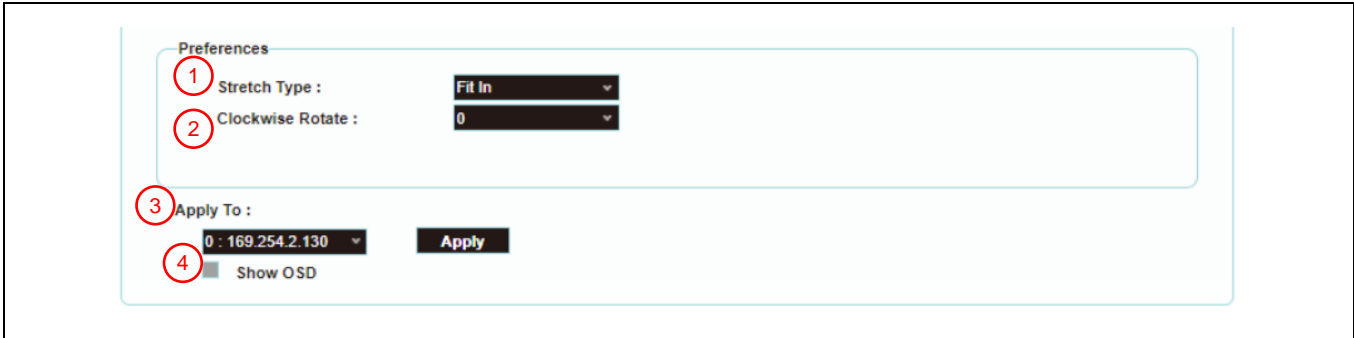 Preferences
1 Stretch Type : Fit In
2 Clockwise Rotate : 0
3 Apply To :
0 : 169.254.2.130 Apply
4 Show OSD